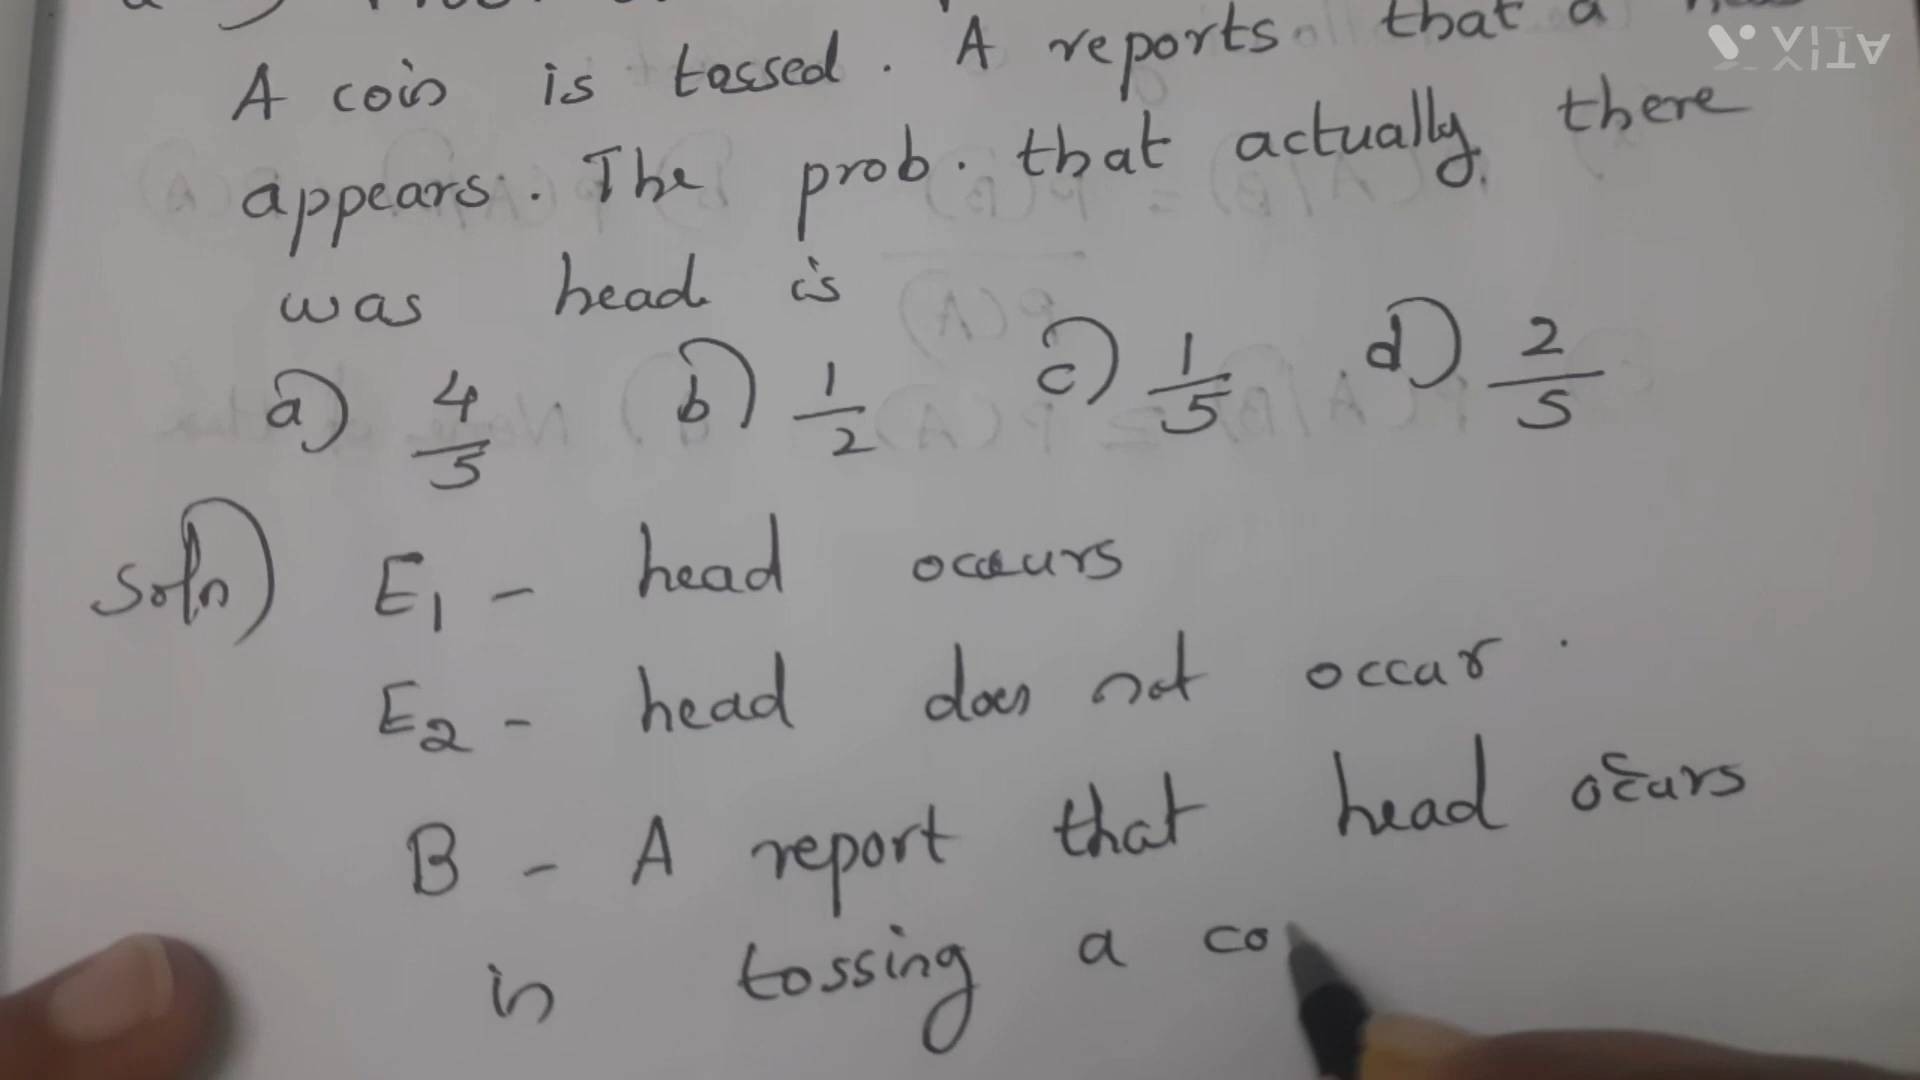 A coin is tossed. A reports that a
appears. The prob. that actually there
was head is
a) 4/5 b) 1/2 c) 1/5 d) 2/5
Soln) E1 - head occurs
E2 - head does not occur.
B - A report that head occurs
in tossing a co